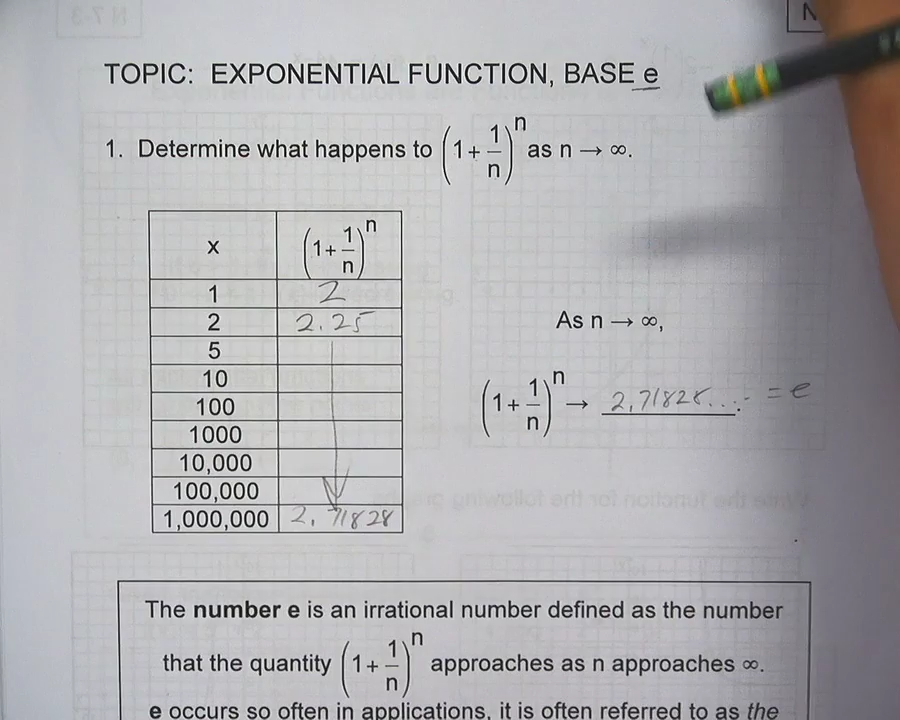 N
TOPIC: EXPONENTIAL FUNCTION, BASE e
1. Determine what happens to (1+1/n)^n as n → ∞.
x (1+1/n)^n
1 2
2 2.25
5
10
100
1000
10,000
100,000
1,000,000 2.71828
As n → ∞,
(1+1/n)^n → 2.71828... = e
The number e is an irrational number defined as the number
that the quantity (1+1/n)^n approaches as n approaches ∞.
e occurs so often in applications, it is often referred to as the